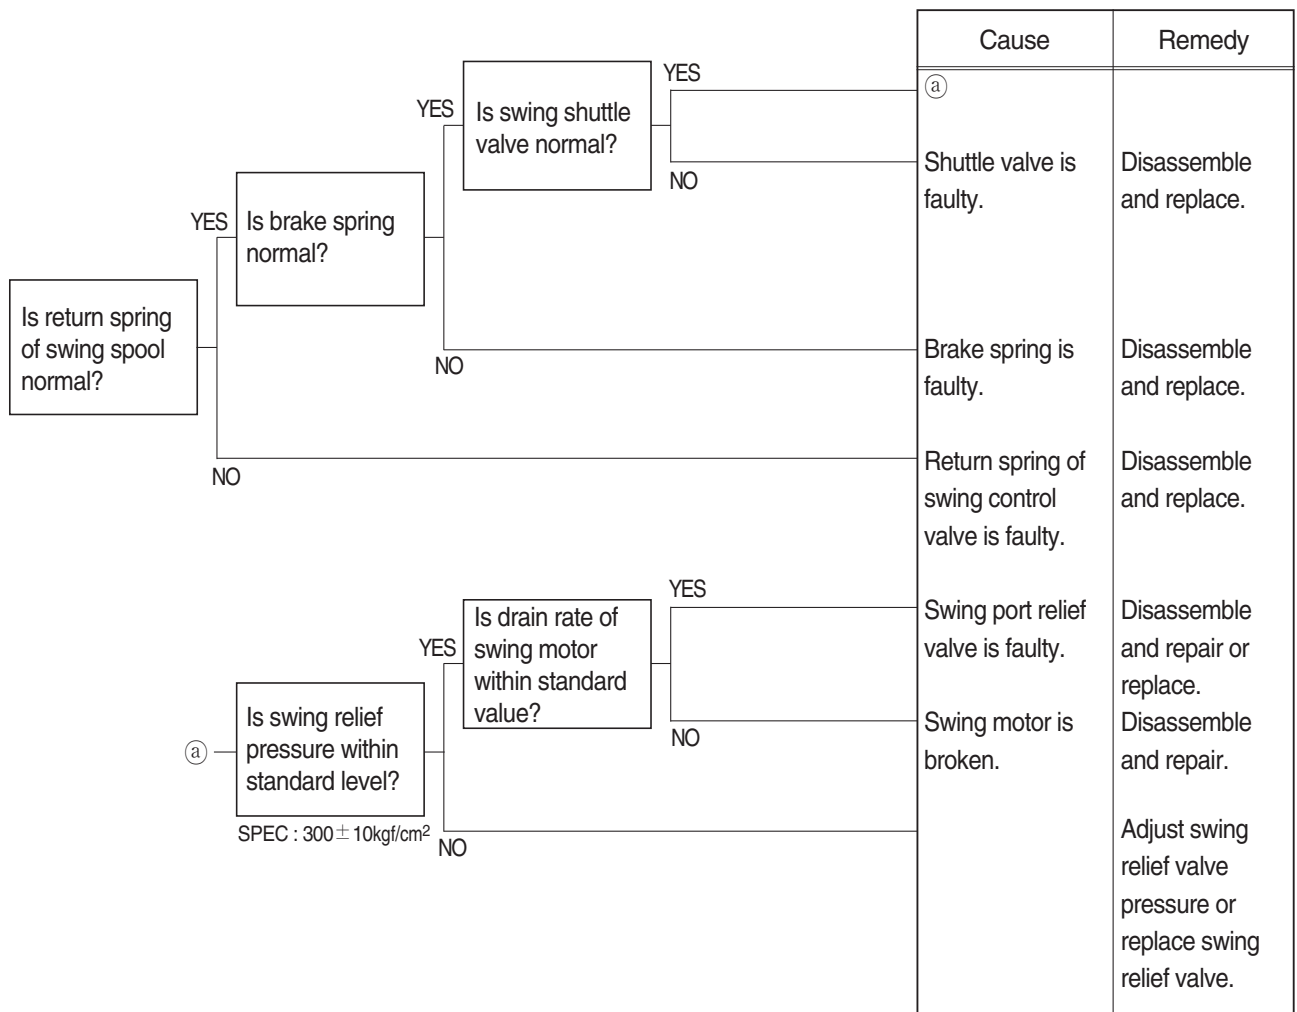 Cause
Remedy
YES
ⓐ
YES
Is swing shuttle
valve normal?
NO
Shuttle valve is
faulty.
Disassemble
and replace.
YES
Is brake spring
normal?
Is return spring
of swing spool
normal?
NO
Brake spring is
faulty.
Disassemble
and replace.
NO
Return spring of
swing control
valve is faulty.
Disassemble
and replace.
YES
Swing port relief
valve is faulty.
Disassemble
and repair or
replace.
YES
Is drain rate of
swing motor
within standard
value?
NO
Swing motor is
broken.
Disassemble
and repair.
ⓐ
Is swing relief
pressure within
standard level?
SPEC : 300±10kgf/cm²
NO
Adjust swing
relief valve
pressure or
replace swing
relief valve.